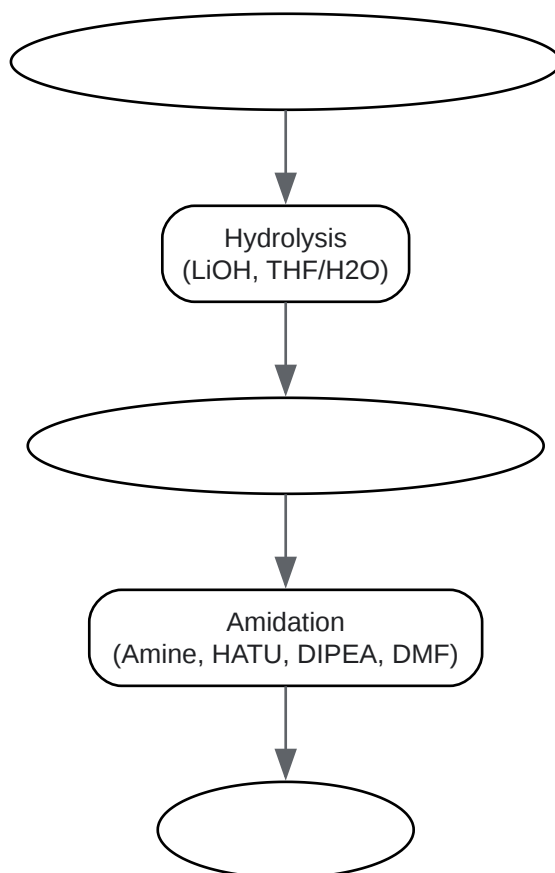 Hydrolysis
(LiOH, THF/H2O)
Amidation
(Amine, HATU, DIPEA, DMF)